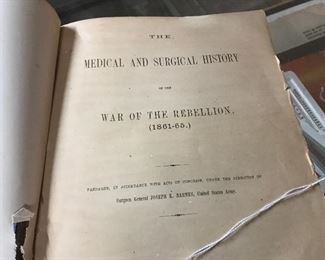 THE
MEDICAL AND SURGICAL HISTORY
OF THE
WAR OF THE REBELLION.
(1861-65.)
PREPARED, IN ACCORDANCE WITH ACTS OF CONGRESS, UNDER THE DIRECTION OF
Surgeon General JOSEPH K. BARNES, United States Army.